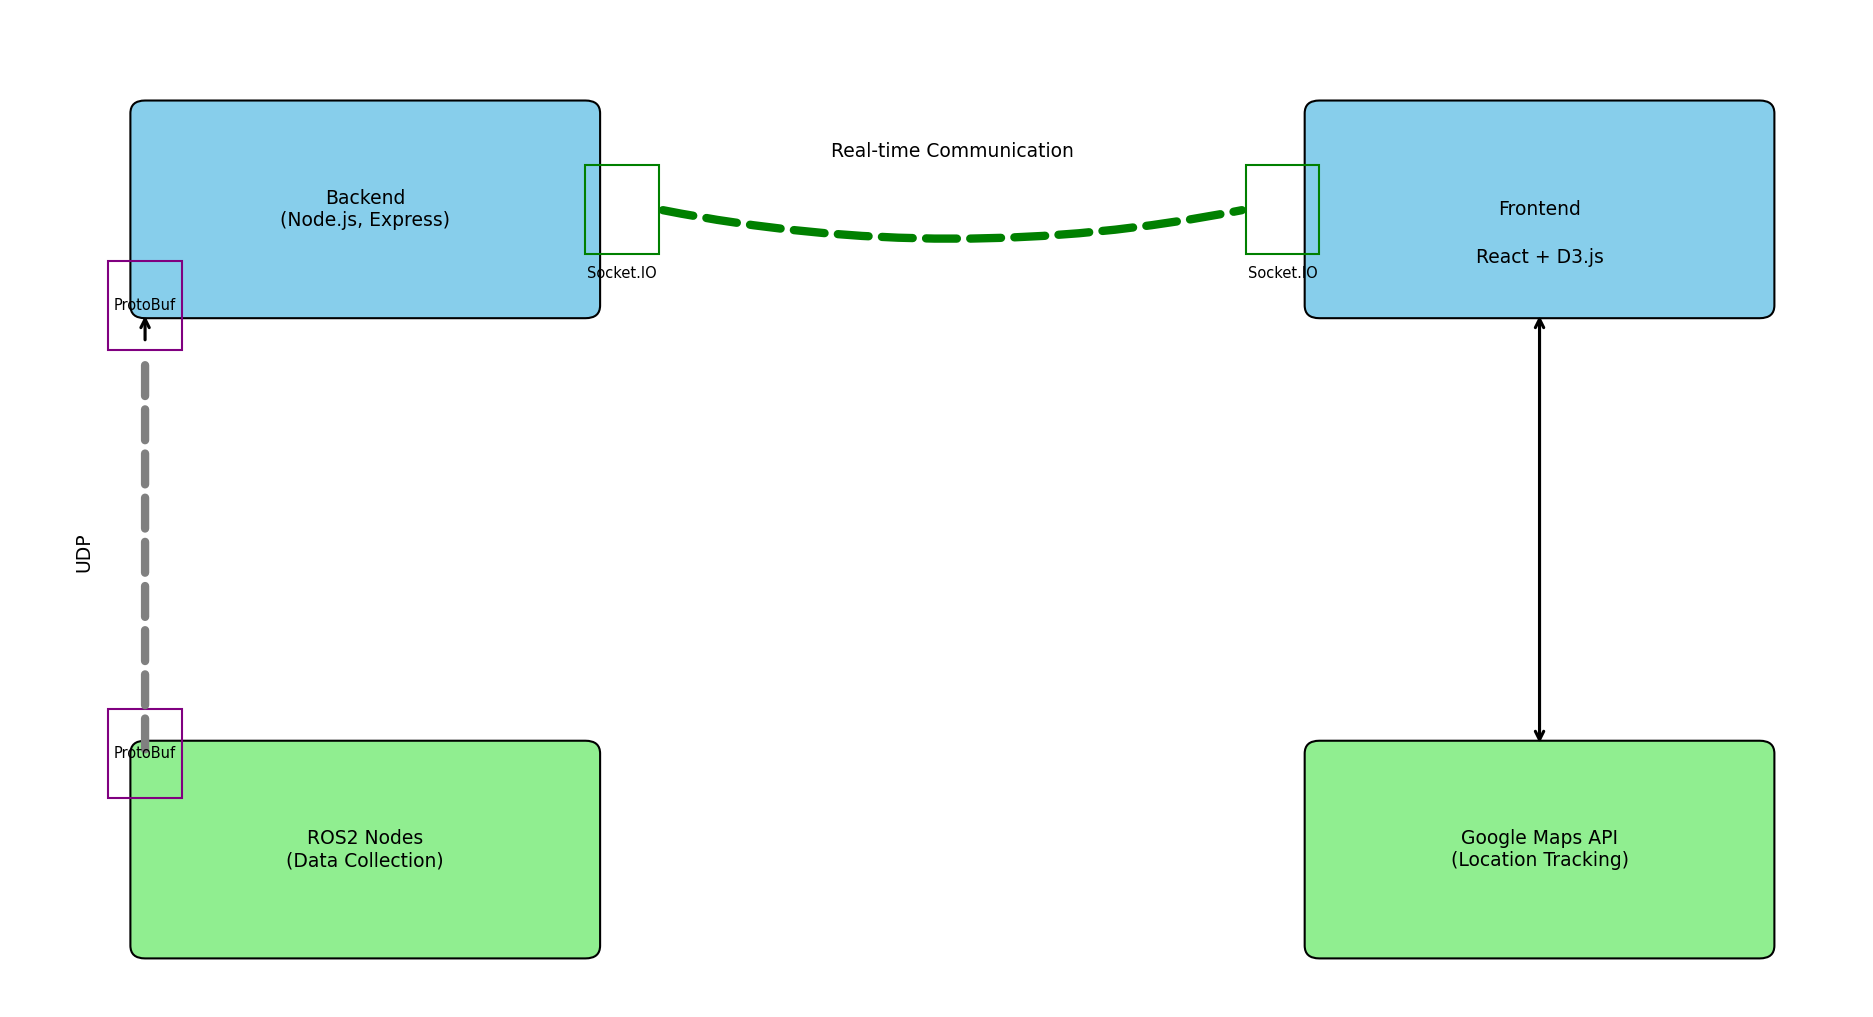 Real-time Communication
Backend
(Node.js, Express)
Frontend
React + D3.js
Socket.IO
Socket.IO
ProtoBuf
UDP
ProtoBuf
ROS2 Nodes
(Data Collection)
Google Maps API
(Location Tracking)